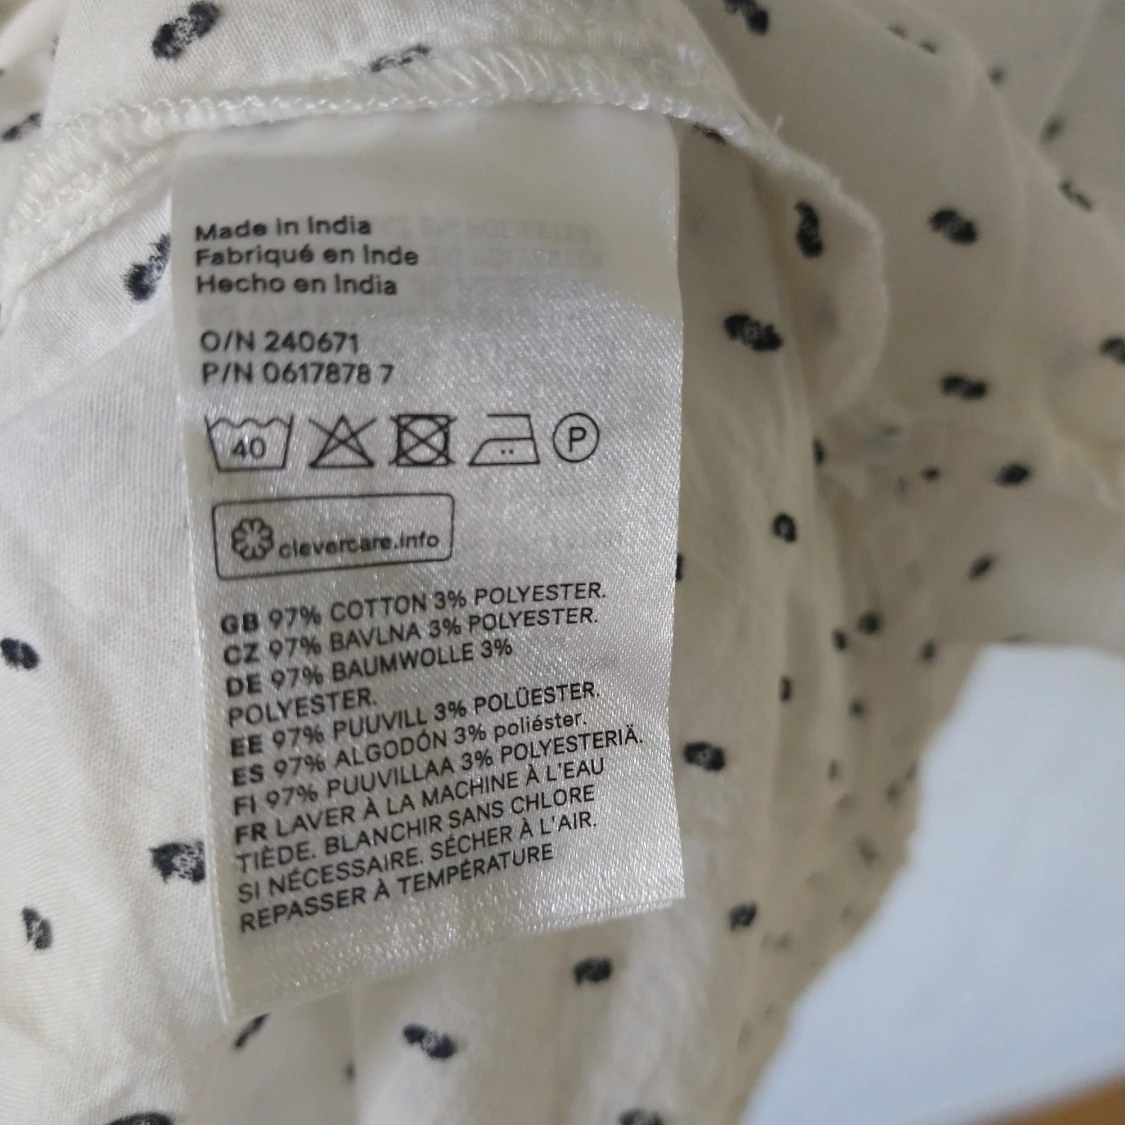 Made in India
Fabriqué en Inde
Hecho en India
O/N 240671
P/N 0617878 7
40
P
clevercare.info
GB 97% COTTON 3% POLYESTER.
CZ 97% BAVLNA 3% POLYESTER.
DE 97% BAUMWOLLE 3%
POLYESTER.
EE 97% PUUVILL 3% POLÜESTER.
ES 97% ALGODÓN 3% poliéster.
FI 97% PUUVILLAA 3% POLYESTERIÄ.
FR LAVER À LA MACHINE À L'EAU
TIÈDE. BLANCHIR SANS CHLORE
SI NÉCESSAIRE. SÉCHER À L'AIR.
REPASSER À TEMPÉRATURE